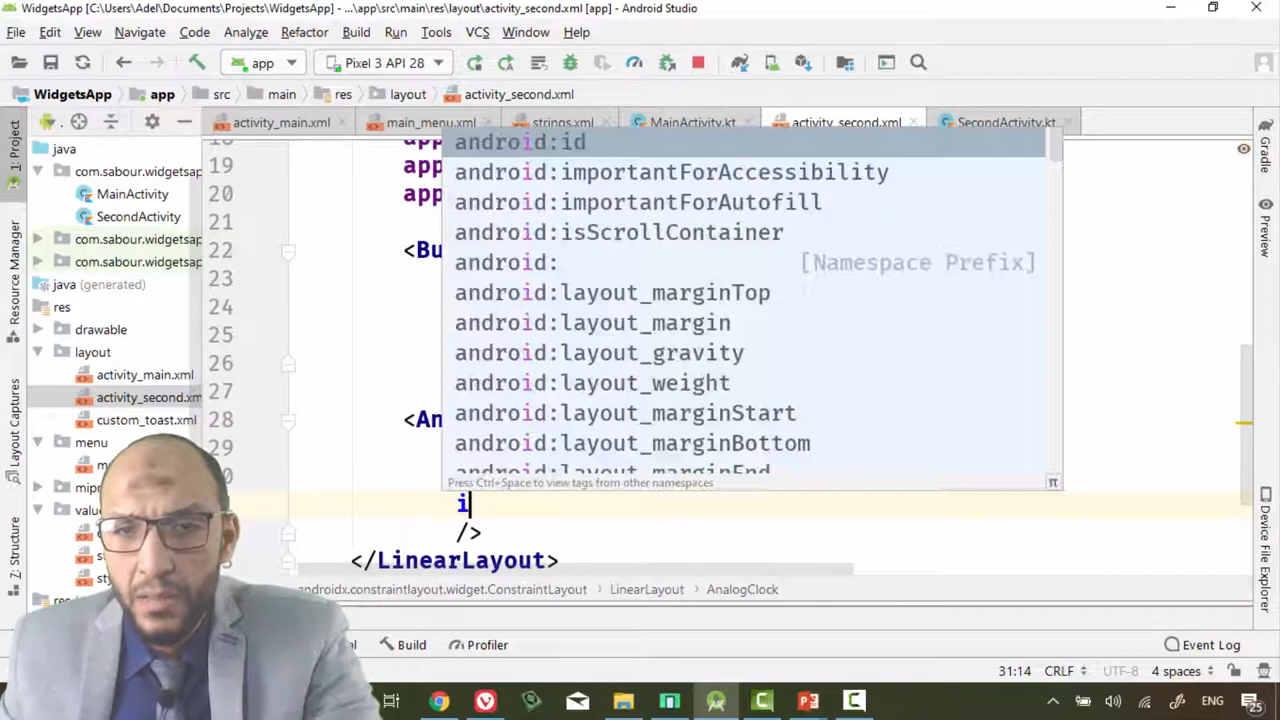 WidgetsApp [C:\Users\Adel\Documents\Projects\WidgetsApp] - ...\app\src\main\res\layout\activity_second.xml [app] - Android Studio
File Edit View Navigate Code Analyze Refactor Build Run Tools VCS Window Help
app Pixel 3 API 28
WidgetsApp app src main res layout activity_second.xml
activity_main.xml main_menu.xml strings.xml MainActivity.kt activity_second.xml SecondActivity.kt
1: Project
Resource Manager
Layout Captures
Z: Structure
java
com.sabour.widgetsap
MainActivity
SecondActivity
com.sabour.widgetsap
com.sabour.widgetsap
java (generated)
res
drawable
layout
activity_main.xml
activity_second.xm
custom_toast.xml
menu
m
mipr
valu
st
sty
18 app
19 app
20 app
21
22 <Bu
23
24
25
26
27
28 <An
29
i
/>
</LinearLayout>
android:id
android:importantForAccessibility
android:importantForAutofill
android:isScrollContainer
android: [Namespace Prefix]
android:layout_marginTop
android:layout_margin
android:layout_gravity
android:layout_weight
android:layout_marginStart
android:layout_marginBottom
android:layout_marginEnd
Press Ctrl+Space to view tags from other namespaces π
Gradle
Preview
Device File Explorer
androidx.constraintlayout.widget.ConstraintLayout LinearLayout AnalogClock
Build Profiler Event Log
31:14 CRLF UTF-8 4 spaces
ENG 25